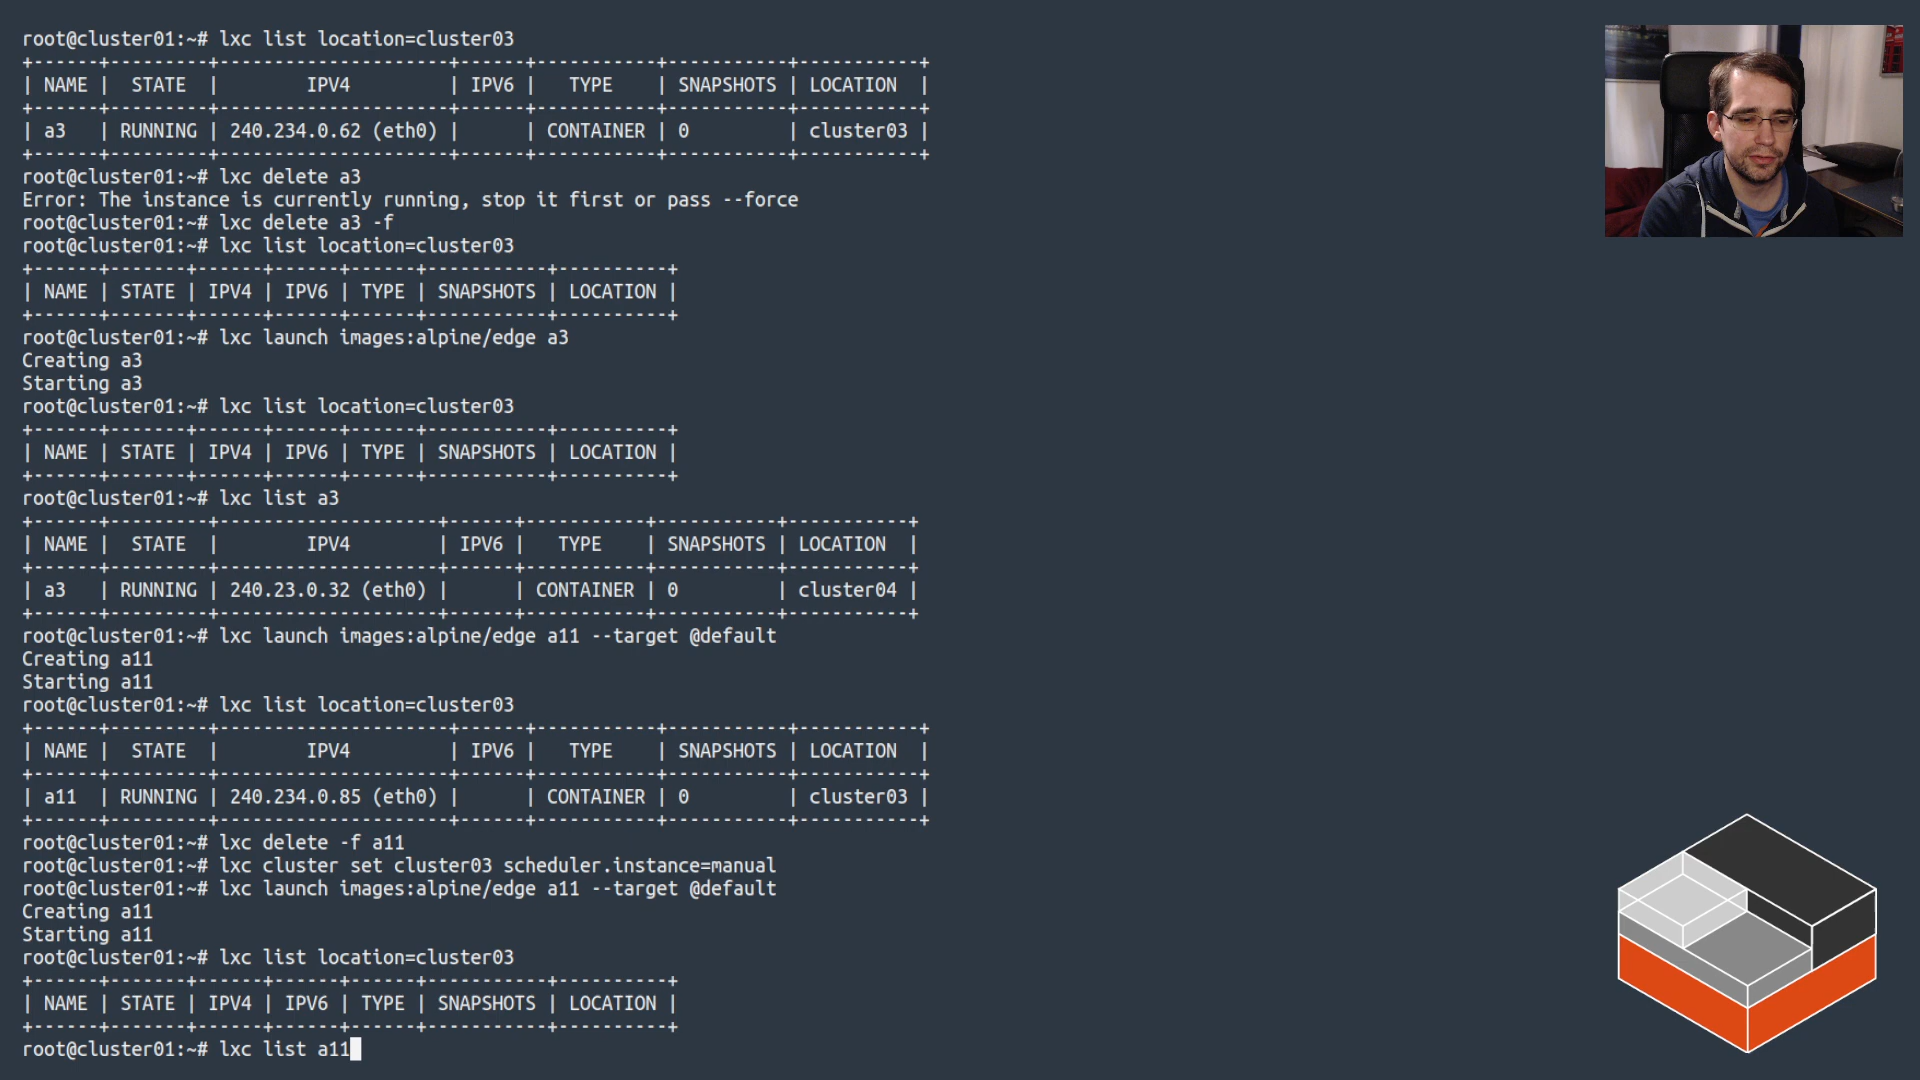 root@cluster01:~# lxc list location=cluster03
+------+---------+----------------------+------+-----------+-----------+-----------+
| NAME |  STATE  |         IPV4         | IPV6 |   TYPE    | SNAPSHOTS | LOCATION  |
+------+---------+----------------------+------+-----------+-----------+-----------+
| a3   | RUNNING | 240.234.0.62 (eth0) |      | CONTAINER | 0         | cluster03 |
+------+---------+----------------------+------+-----------+-----------+-----------+
root@cluster01:~# lxc delete a3
Error: The instance is currently running, stop it first or pass --force
root@cluster01:~# lxc delete a3 -f
root@cluster01:~# lxc list location=cluster03
+------+-------+------+------+------+-----------+----------+
| NAME | STATE | IPV4 | IPV6 | TYPE | SNAPSHOTS | LOCATION |
+------+-------+------+------+------+-----------+----------+
root@cluster01:~# lxc launch images:alpine/edge a3
Creating a3
Starting a3
root@cluster01:~# lxc list location=cluster03
+------+-------+------+------+------+-----------+----------+
| NAME | STATE | IPV4 | IPV6 | TYPE | SNAPSHOTS | LOCATION |
+------+-------+------+------+------+-----------+----------+
root@cluster01:~# lxc list a3
+------+---------+--------------------+------+-----------+-----------+-----------+
| NAME |  STATE  |        IPV4        | IPV6 |   TYPE    | SNAPSHOTS | LOCATION  |
+------+---------+--------------------+------+-----------+-----------+-----------+
| a3   | RUNNING | 240.23.0.32 (eth0) |      | CONTAINER | 0         | cluster04 |
+------+---------+--------------------+------+-----------+-----------+-----------+
root@cluster01:~# lxc launch images:alpine/edge a11 --target @default
Creating a11
Starting a11
root@cluster01:~# lxc list location=cluster03
+------+---------+---------------------+------+-----------+-----------+-----------+
| NAME |  STATE  |        IPV4         | IPV6 |   TYPE    | SNAPSHOTS | LOCATION  |
+------+---------+---------------------+------+-----------+-----------+-----------+
| a11  | RUNNING | 240.234.0.85 (eth0) |      | CONTAINER | 0         | cluster03 |
+------+---------+---------------------+------+-----------+-----------+-----------+
root@cluster01:~# lxc delete -f a11
root@cluster01:~# lxc cluster set cluster03 scheduler.instance=manual
root@cluster01:~# lxc launch images:alpine/edge a11 --target @default
Creating a11
Starting a11
root@cluster01:~# lxc list location=cluster03
+------+-------+------+------+------+-----------+----------+
| NAME | STATE | IPV4 | IPV6 | TYPE | SNAPSHOTS | LOCATION |
+------+-------+------+------+------+-----------+----------+
root@cluster01:~# lxc list a11